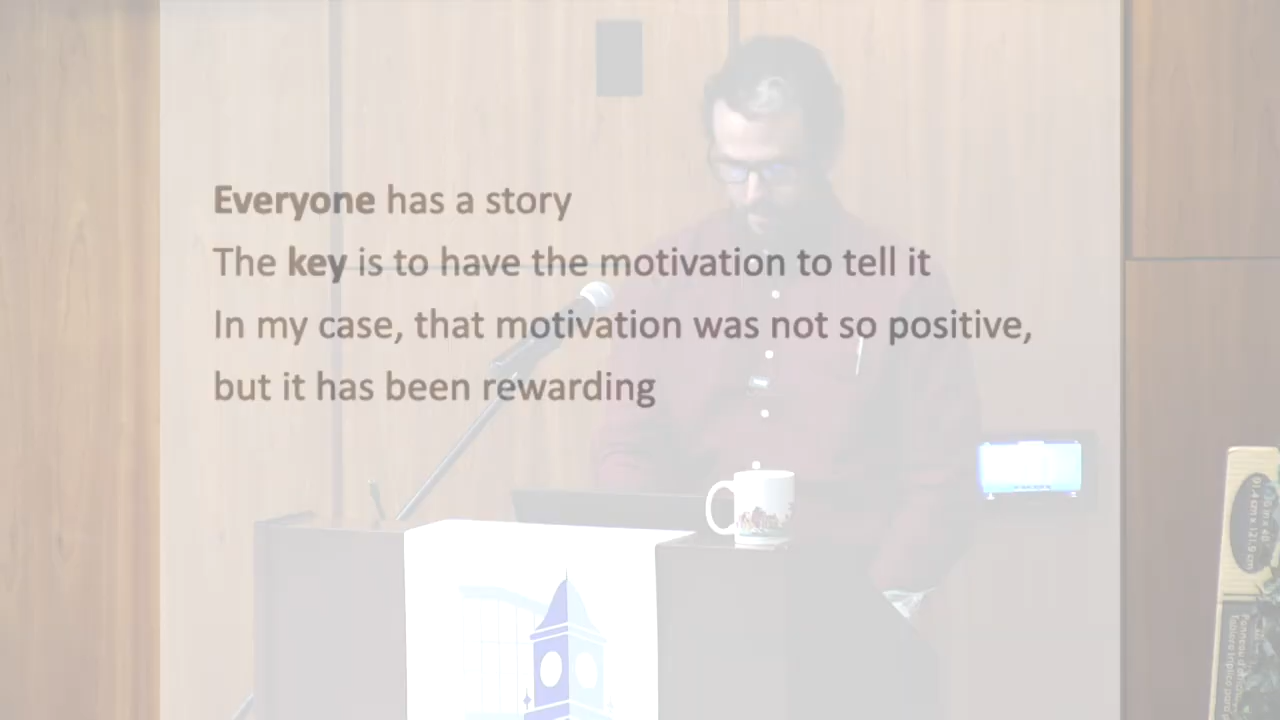 Everyone has a story
The key is to have the motivation to tell it
In my case, that motivation was not so positive,
but it has been rewarding